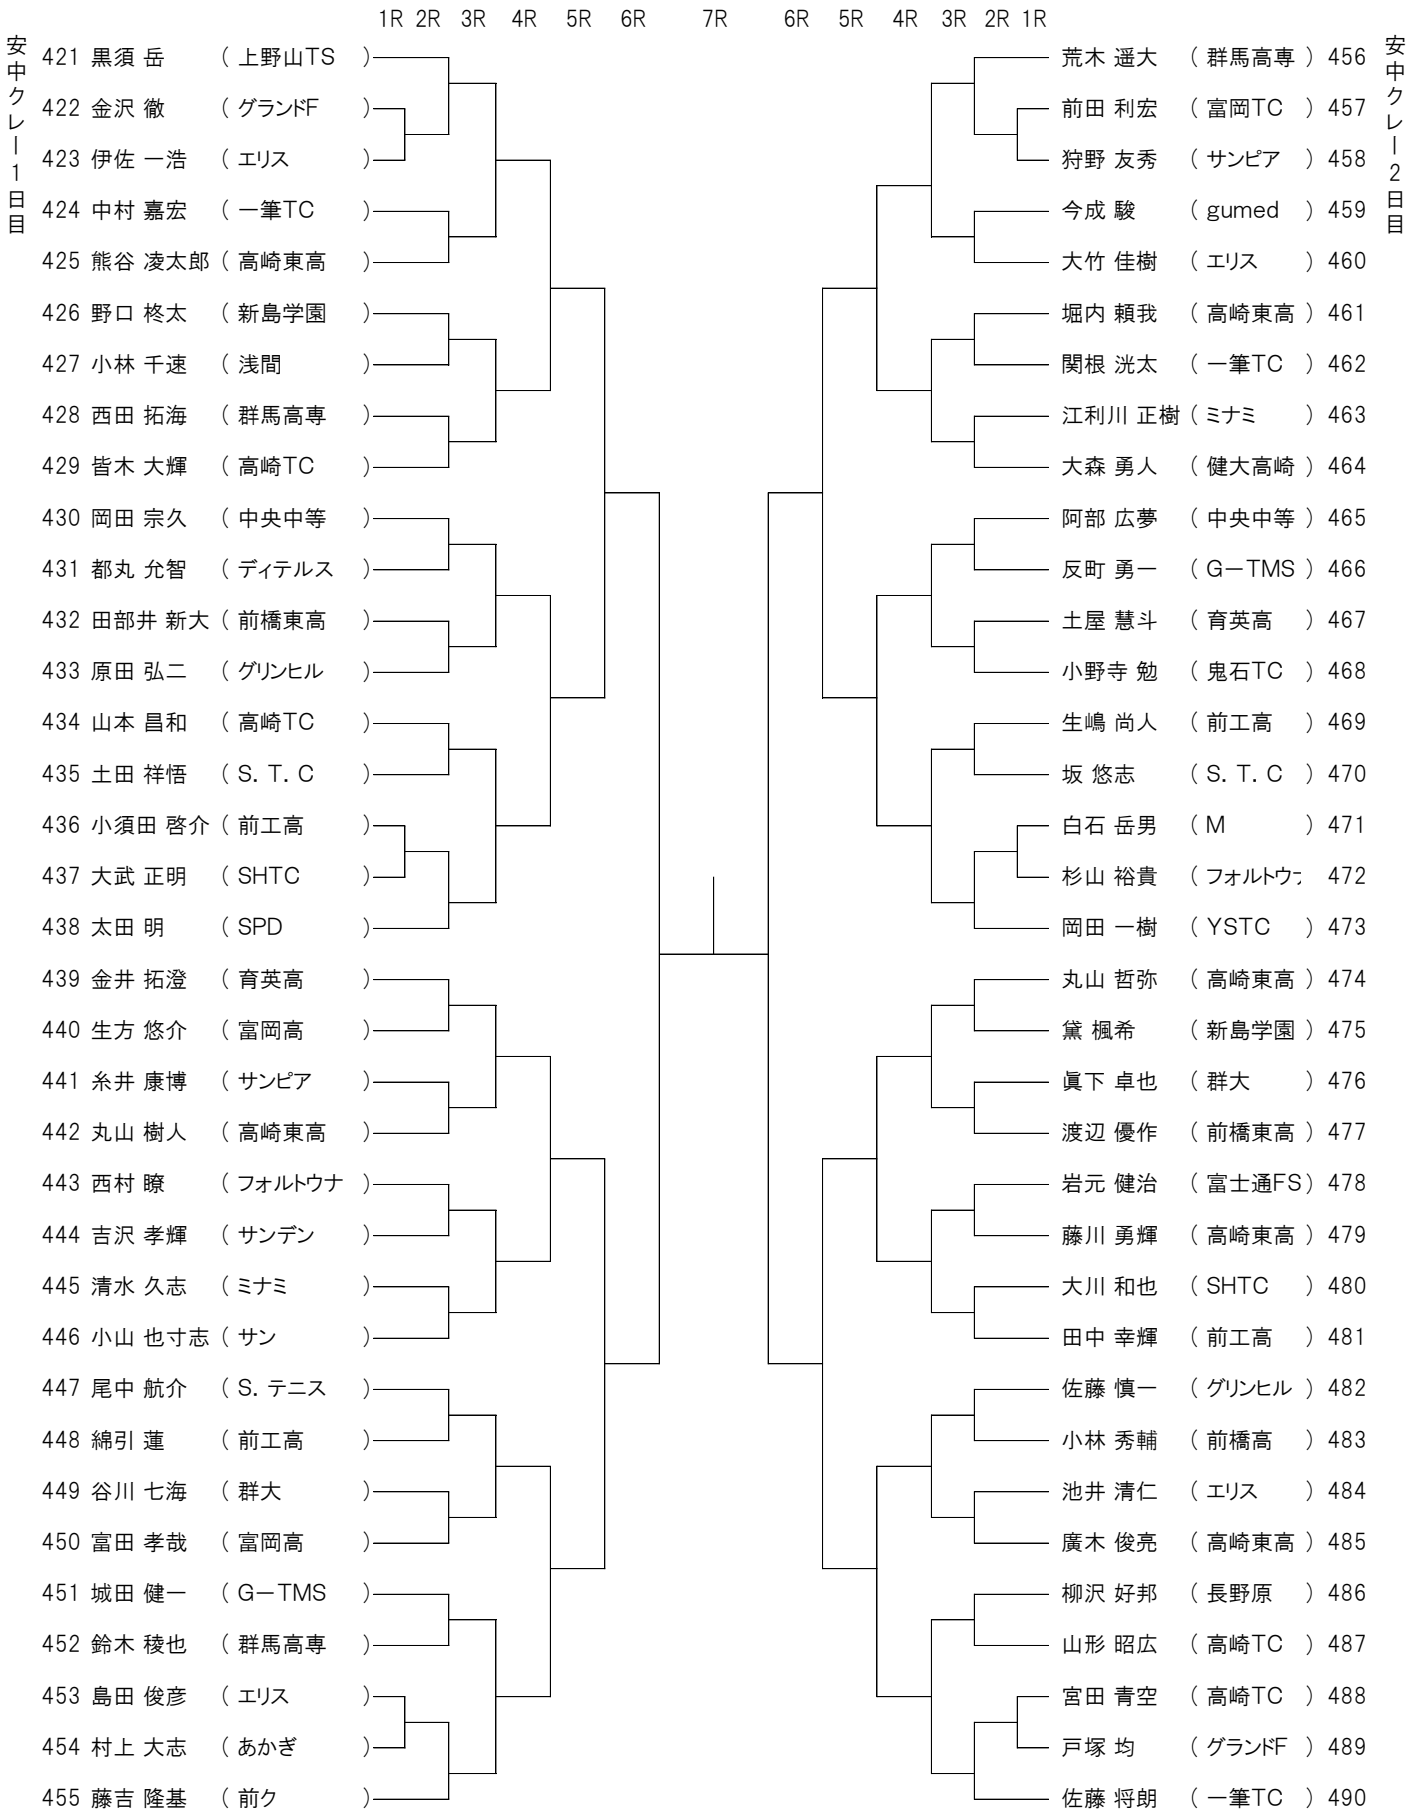 1R 2R 3R 4R 5R 6R 7R 6R 5R 4R 3R 2R 1R
安中クレー1日目
421 黒須 岳 ( 上野山TS )
422 金沢 徹 ( グランドF )
423 伊佐 一浩 ( エリス )
424 中村 嘉宏 ( 一筆TC )
425 熊谷 凌太郎 ( 高崎東高 )
426 野口 柊太 ( 新島学園 )
427 小林 千速 ( 浅間 )
428 西田 拓海 ( 群馬高専 )
429 皆木 大輝 ( 高崎TC )
430 岡田 宗久 ( 中央中等 )
431 都丸 允智 ( ディテルス )
432 田部井 新大 ( 前橋東高 )
433 原田 弘二 ( グリンヒル )
434 山本 昌和 ( 高崎TC )
435 土田 祥悟 ( S. T. C )
436 小須田 啓介 ( 前工高 )
437 大武 正明 ( SHTC )
438 太田 明 ( SPD )
439 金井 拓澄 ( 育英高 )
440 生方 悠介 ( 富岡高 )
441 糸井 康博 ( サンピア )
442 丸山 樹人 ( 高崎東高 )
443 西村 瞭 ( フォルトウナ )
444 吉沢 孝輝 ( サンデン )
445 清水 久志 ( ミナミ )
446 小山 也寸志 ( サン )
447 尾中 航介 ( S. テニス )
448 綿引 蓮 ( 前工高 )
449 谷川 七海 ( 群大 )
450 富田 孝哉 ( 富岡高 )
451 城田 健一 ( G－TMS )
452 鈴木 稜也 ( 群馬高専 )
453 島田 俊彦 ( エリス )
454 村上 大志 ( あかぎ )
455 藤吉 隆基 ( 前ク )
荒木 遥大 ( 群馬高専 ) 456
前田 利宏 ( 富岡TC ) 457
狩野 友秀 ( サンピア ) 458
今成 駿 ( gumed ) 459
大竹 佳樹 ( エリス ) 460
堀内 頼我 ( 高崎東高 ) 461
関根 洸太 ( 一筆TC ) 462
江利川 正樹 ( ミナミ ) 463
大森 勇人 ( 健大高崎 ) 464
阿部 広夢 ( 中央中等 ) 465
反町 勇一 ( G－TMS ) 466
土屋 慧斗 ( 育英高 ) 467
小野寺 勉 ( 鬼石TC ) 468
生嶋 尚人 ( 前工高 ) 469
坂 悠志 ( S. T. C ) 470
白石 岳男 ( M ) 471
杉山 裕貴 ( フォルトウ 472
岡田 一樹 ( YSTC ) 473
丸山 哲弥 ( 高崎東高 ) 474
黛 楓希 ( 新島学園 ) 475
眞下 卓也 ( 群大 ) 476
渡辺 優作 ( 前橋東高 ) 477
岩元 健治 ( 富士通FS ) 478
藤川 勇輝 ( 高崎東高 ) 479
大川 和也 ( SHTC ) 480
田中 幸輝 ( 前工高 ) 481
佐藤 慎一 ( グリンヒル ) 482
小林 秀輔 ( 前橋高 ) 483
池井 清仁 ( エリス ) 484
廣木 俊亮 ( 高崎東高 ) 485
柳沢 好邦 ( 長野原 ) 486
山形 昭広 ( 高崎TC ) 487
宮田 青空 ( 高崎TC ) 488
戸塚 均 ( グランドF ) 489
佐藤 将朗 ( 一筆TC ) 490
安中クレー2日目